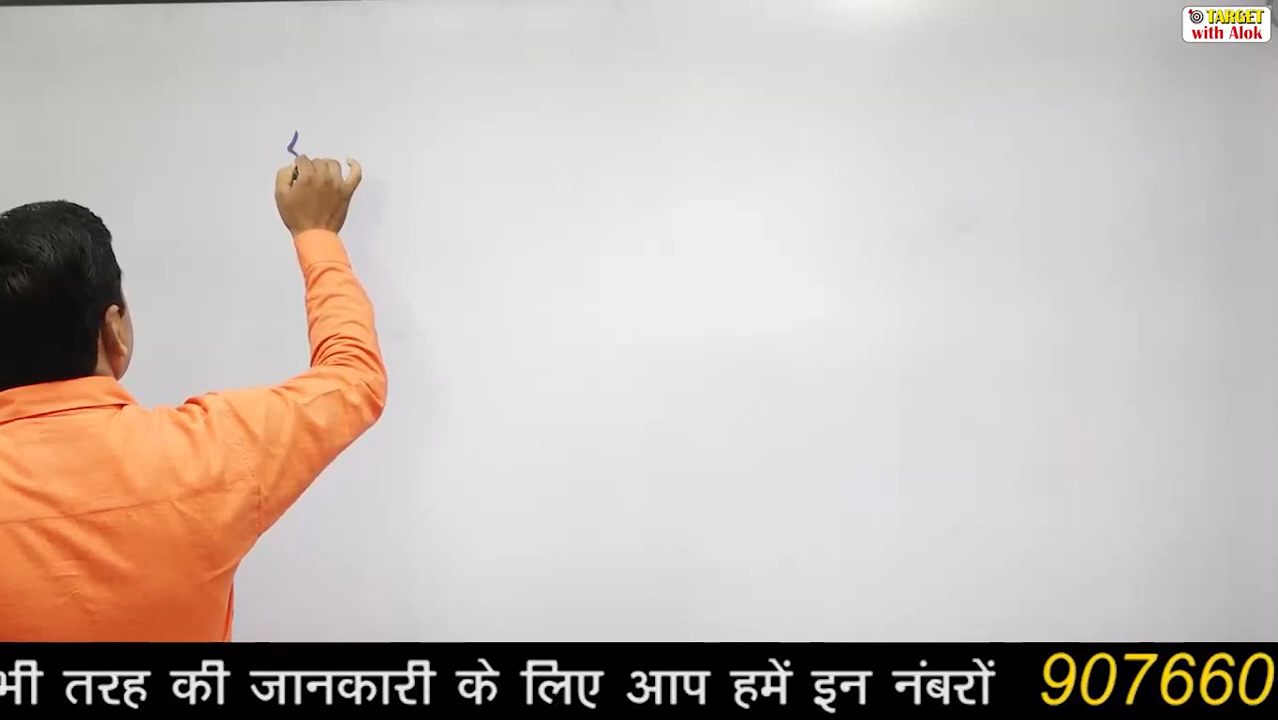 TARGET
with Alok
भी तरह की जानकारी के लिए आप हमें इन नंबरों 907660